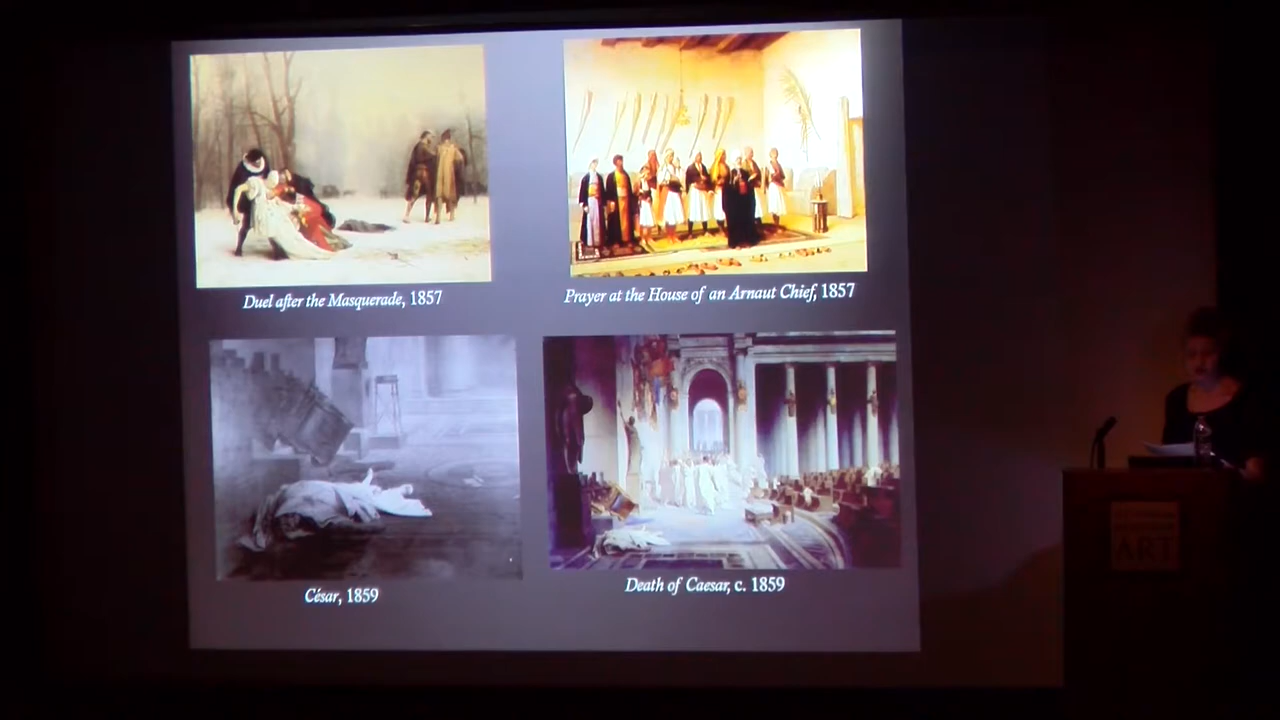 Duel after the Masquerade, 1857
Prayer at the House of an Arnaut Chief, 1857
César, 1859
Death of Caesar, c. 1859
ART